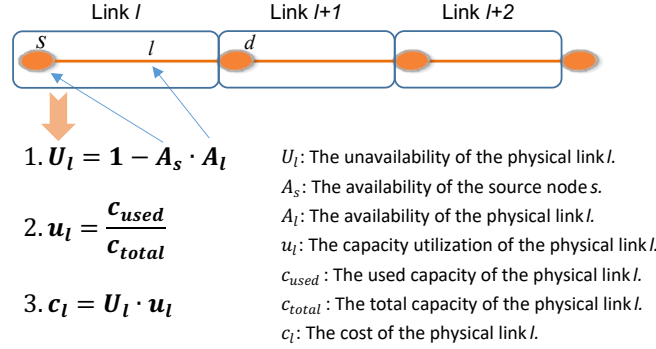 Link l Link l+1 Link l+2
S l d
1. U_l = 1 − A_s · A_l
2. u_l = c_used / c_total
3. c_l = U_l · u_l
U_l: The unavailability of the physical link l.
A_s: The availability of the source node s.
A_l: The availability of the physical link l.
u_l: The capacity utilization of the physical link l.
c_used : The used capacity of the physical link l.
c_total : The total capacity of the physical link l.
c_l: The cost of the physical link l.